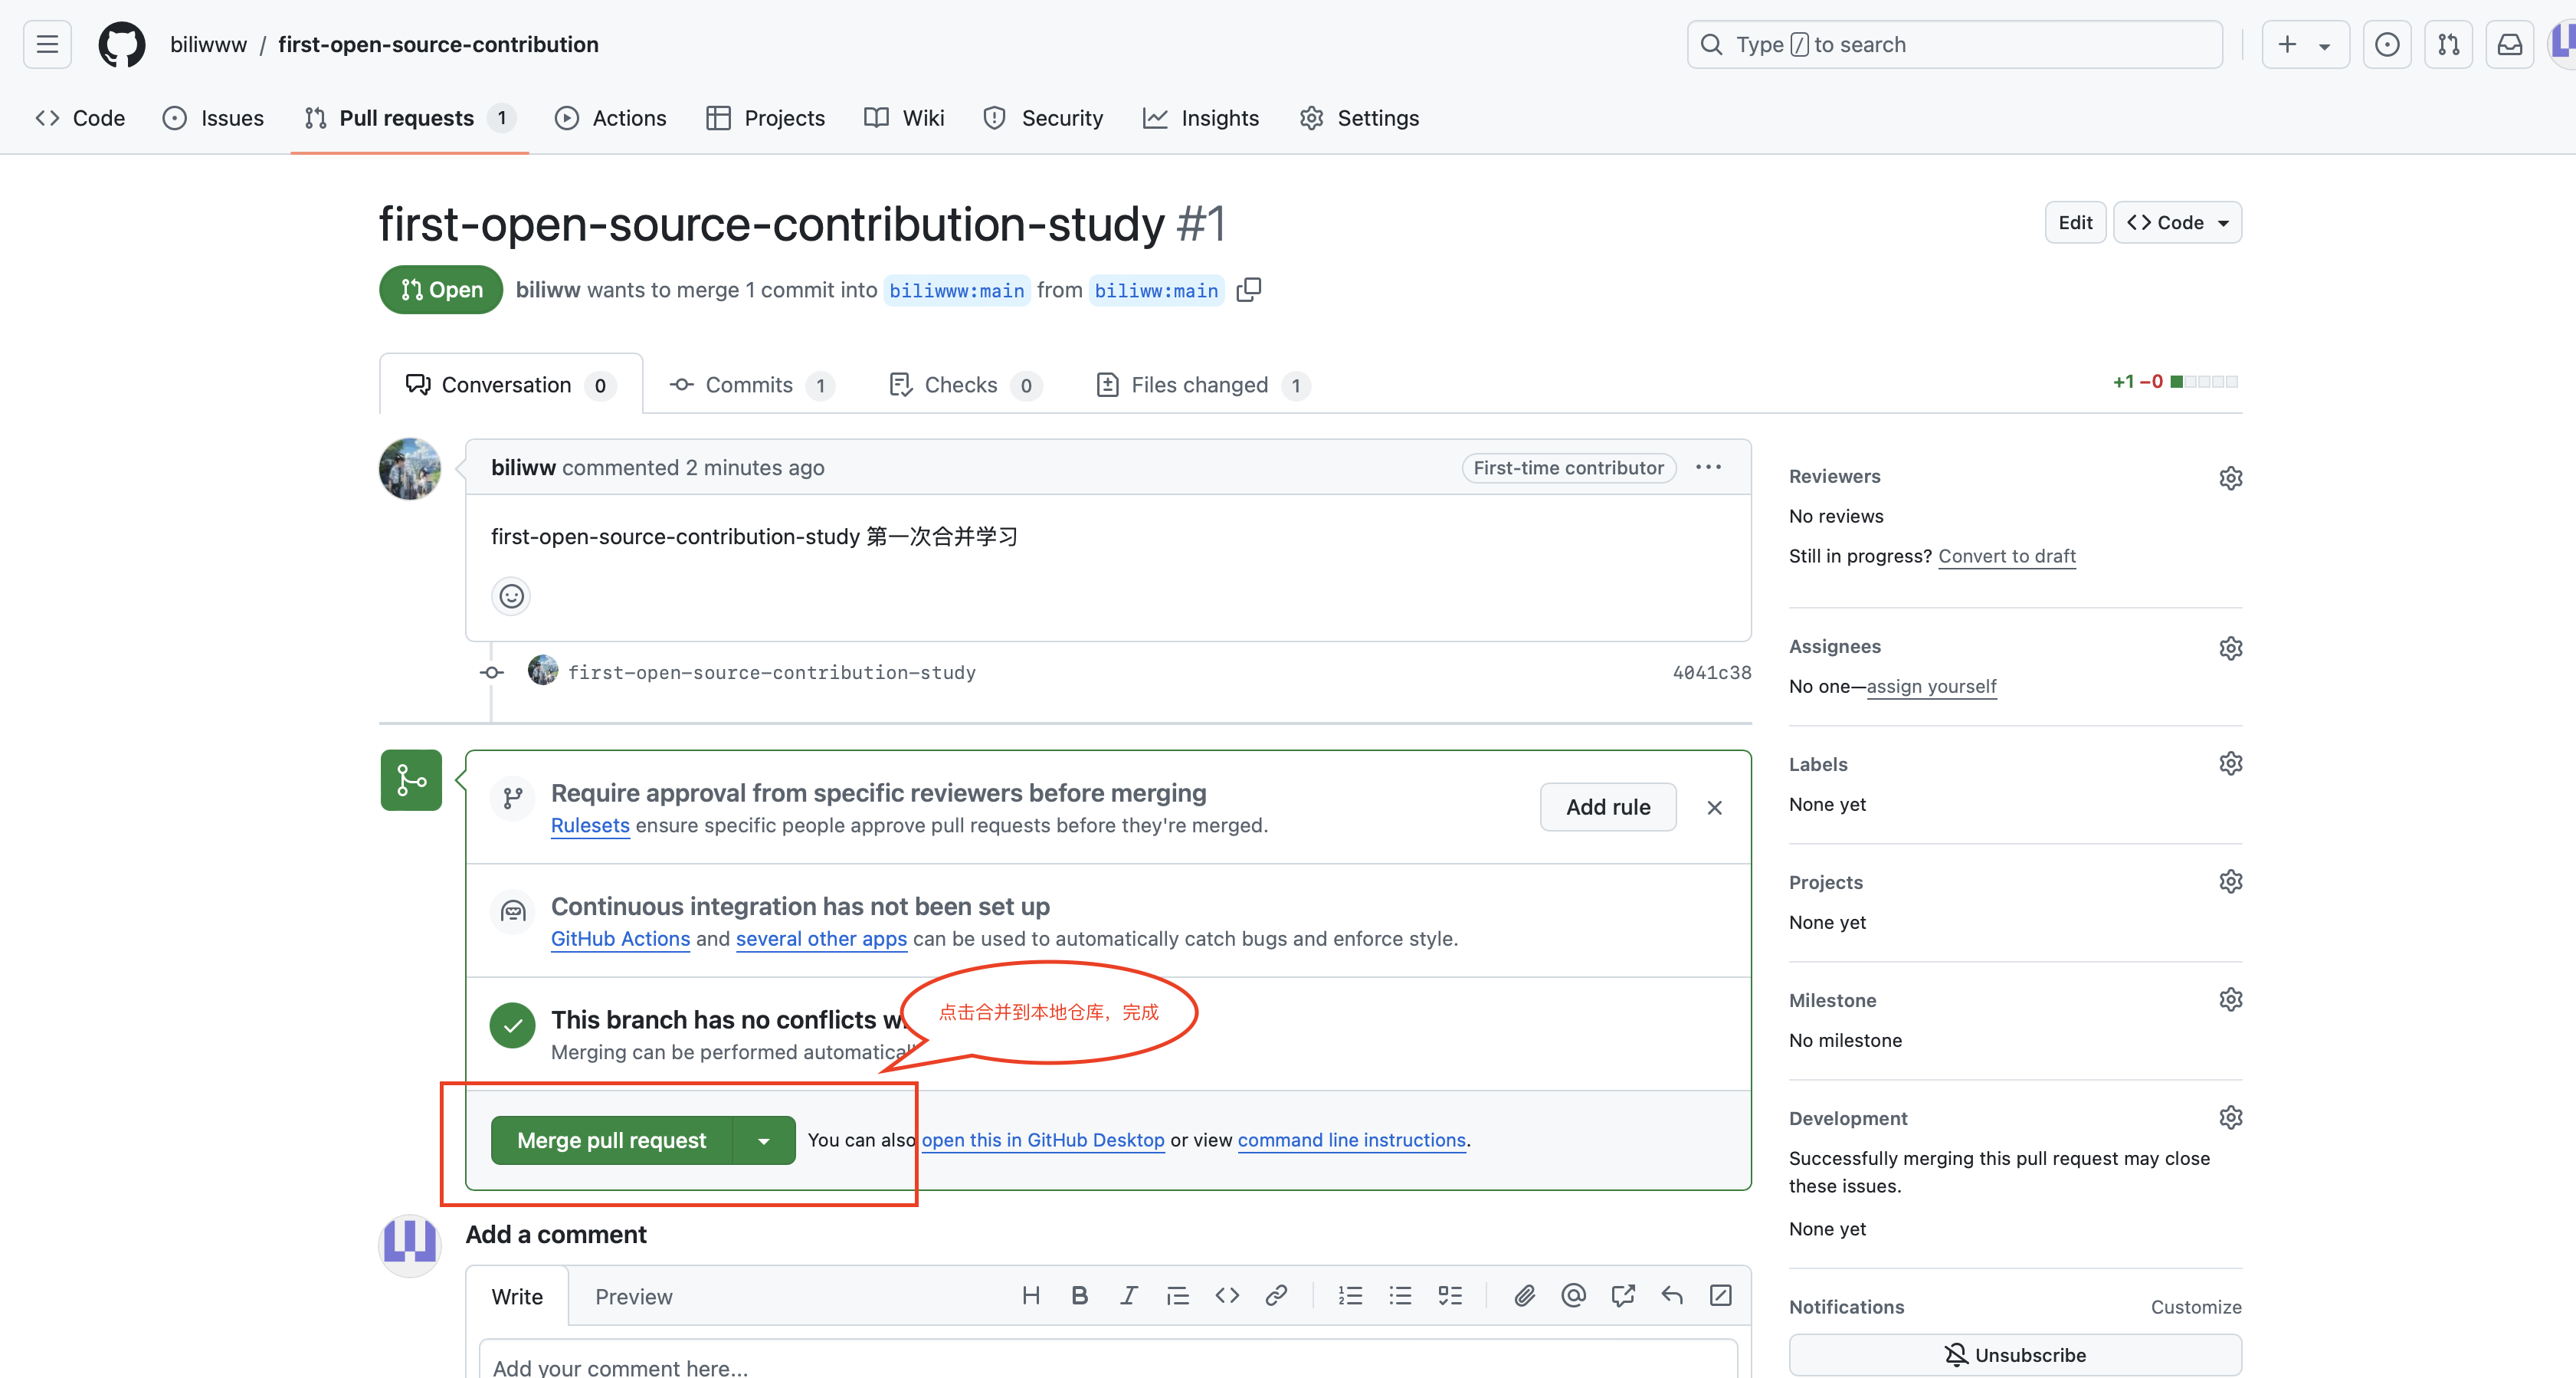 biliwww / first-open-source-contribution
Type / to search
Code
Issues
Pull requests 1
Actions
Projects
Wiki
Security
Insights
Settings
first-open-source-contribution-study #1
Edit
Code
Open
biliww wants to merge 1 commit into biliwww:main from biliww:main
Conversation 0
Commits 1
Checks 0
Files changed 1
+1 −0
biliww commented 2 minutes ago
First-time contributor
first-open-source-contribution-study 第一次合并学习
first-open-source-contribution-study
4041c38
Require approval from specific reviewers before merging
Rulesets ensure specific people approve pull requests before they're merged.
Add rule
Continuous integration has not been set up
GitHub Actions and several other apps can be used to automatically catch bugs and enforce style.
点击合并到本地仓库，完成
This branch has no conflicts
Merging can be performed
Merge pull request
You can also open this in GitHub Desktop or view command line instructions.
Add a comment
Write
Preview
Add your comment here...
Reviewers
No reviews
Still in progress? Convert to draft
Assignees
No one—assign yourself
Labels
None yet
Projects
None yet
Milestone
No milestone
Development
Successfully merging this pull request may close
these issues.
None yet
Notifications
Customize
Unsubscribe